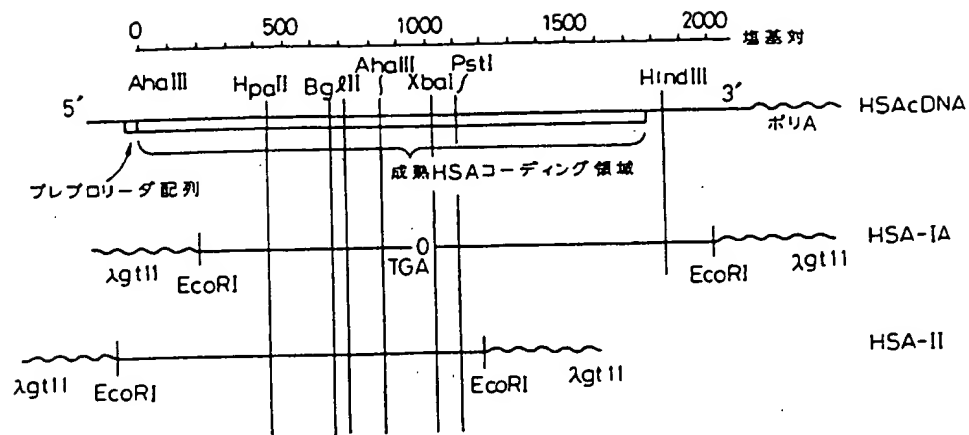 0 500 1000 1500 2000 塩基対
AhaIII HpaII BglII AhaIII XbaI PstI HindIII
5′ 3′ HSAcDNA
ポリA
プレプロリーダ配列 成熟HSAコーディング領域
λgt11 EcoRI TGA O EcoRI λgt11 HSA-IA
λgt11 EcoRI EcoRI λgt11 HSA-II